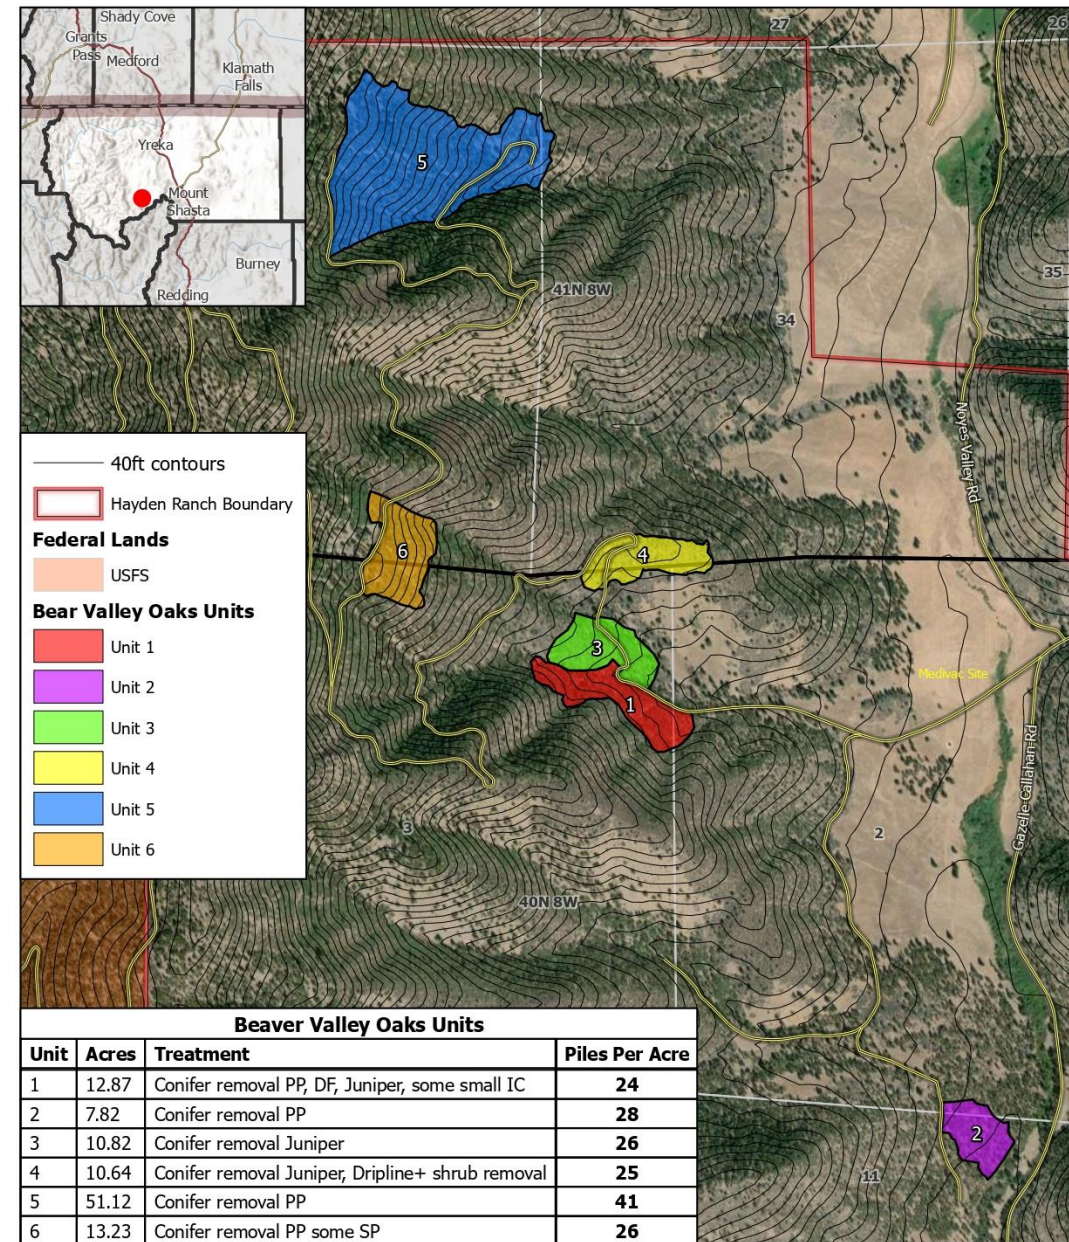 Shady Cove
Grants
Pass
Medford
Klamath
Falls
Yreka
Mount
Shasta
Burney
Redding
27
26
5
41N 8W
35
34
Noyes Valley Rd
40ft contours
Hayden Ranch Boundary
Federal Lands
USFS
Bear Valley Oaks Units
Unit 1
Unit 2
Unit 3
Unit 4
Unit 5
Unit 6
6
4
3
1
Medivac Site
Gazelle-Callahan-Rd
3
2
40N 8W
2
11
Beaver Valley Oaks Units
Unit Acres Treatment Piles Per Acre
1 12.87 Conifer removal PP, DF, Juniper, some small IC 24
2 7.82 Conifer removal PP 28
3 10.82 Conifer removal Juniper 26
4 10.64 Conifer removal Juniper, Dripline+ shrub removal 25
5 51.12 Conifer removal PP 41
6 13.23 Conifer removal PP some SP 26